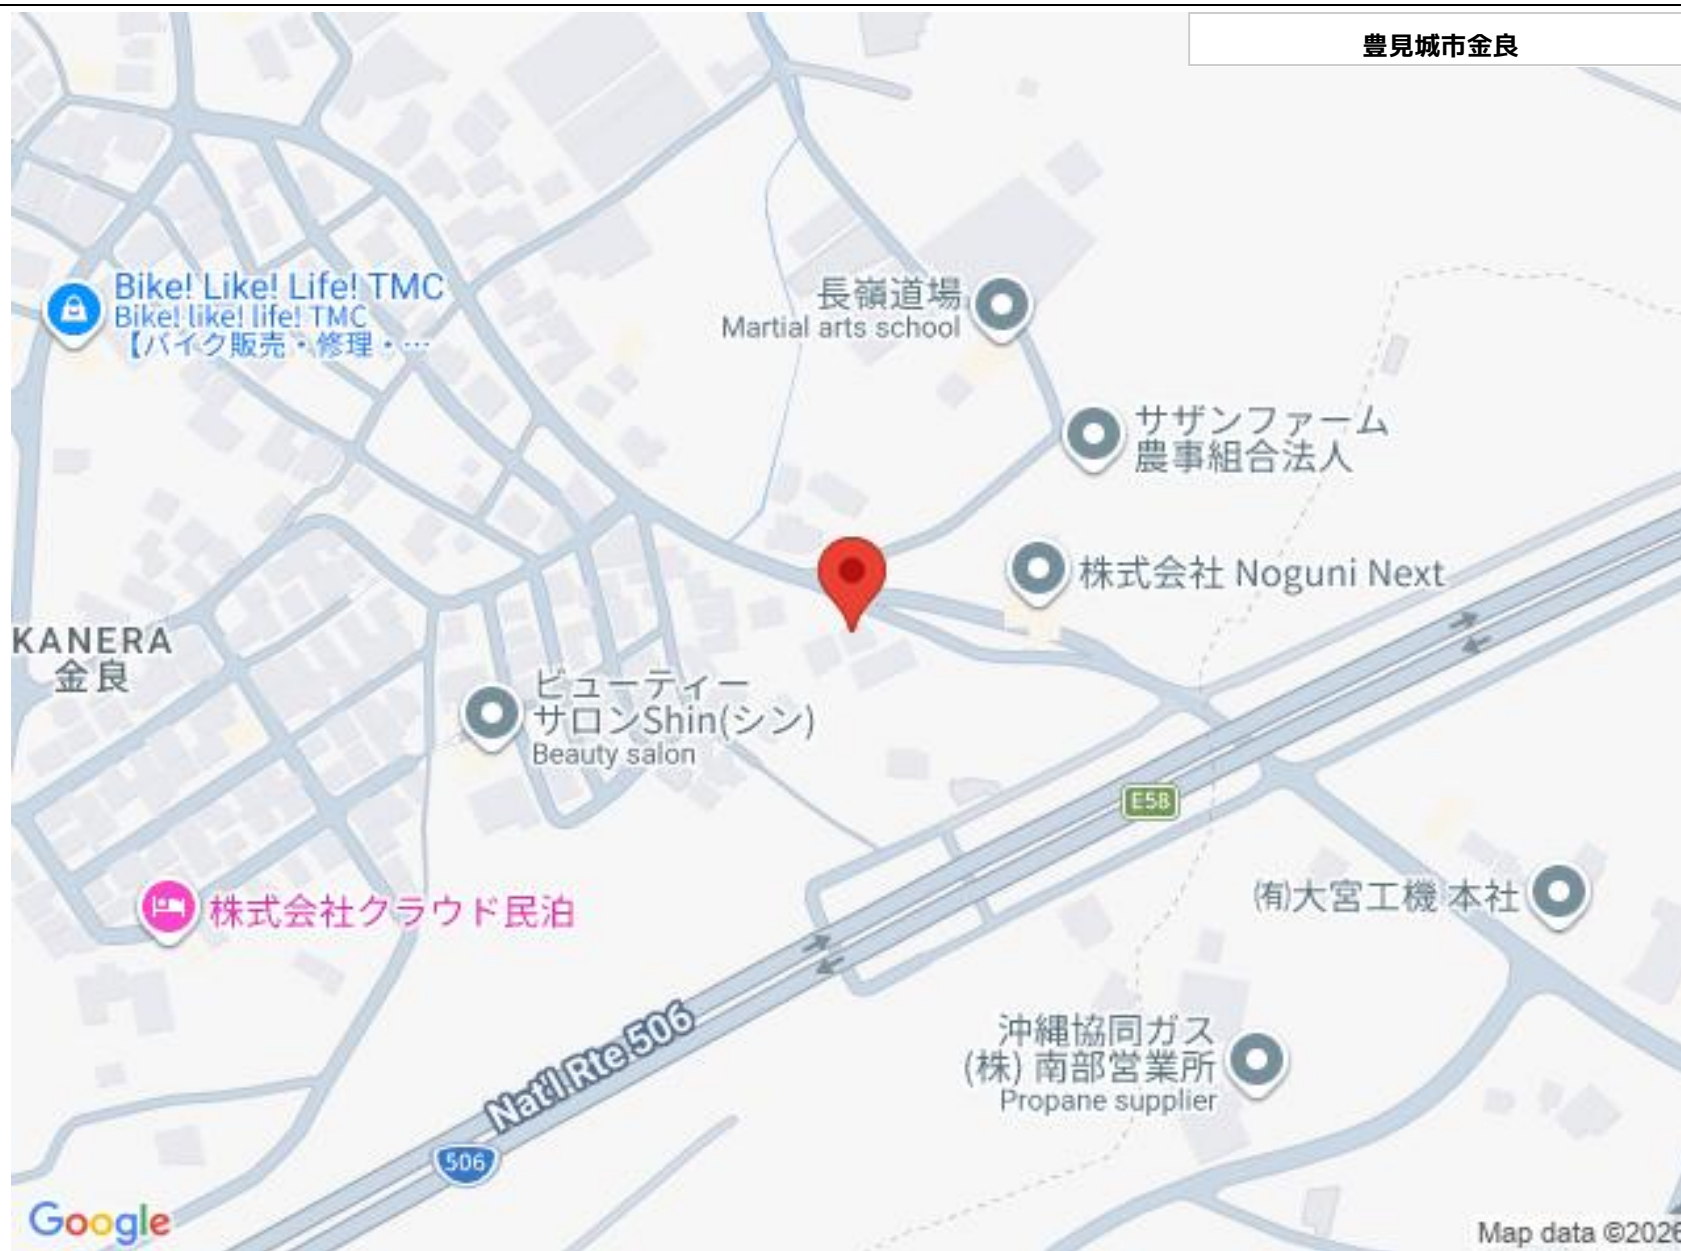 豊見城市金良
Bike! Like! Life! TMC
Bike! like! life! TMC
【バイク販売・修理・…
長嶺道場
Martial arts school
サザンファーム
農事組合法人
株式会社 Noguni Next
KANERA
金良
ビューティー
サロンShin(シン)
Beauty salon
E58
株式会社クラウド民泊
㈲大宮工機 本社
沖縄協同ガス
(株) 南部営業所
Propane supplier
Nat'l Rte 506
506
Google
Map data ©2026